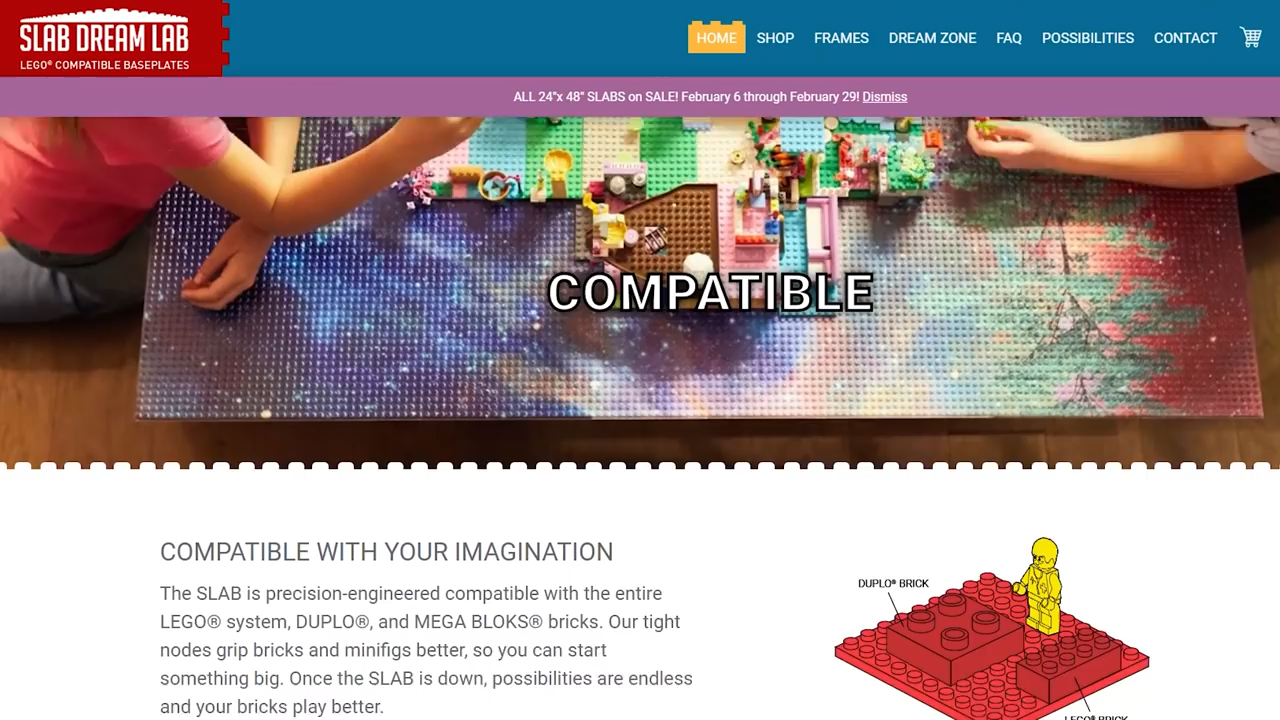 SLAB DREAM LAB
LEGO® COMPATIBLE BASEPLATES
HOME SHOP FRAMES DREAM ZONE FAQ POSSIBILITIES CONTACT
ALL 24"x 48" SLABS on SALE! February 6 through February 29! Dismiss
COMPATIBLE
COMPATIBLE WITH YOUR IMAGINATION
The SLAB is precision-engineered compatible with the entire
LEGO® system, DUPLO®, and MEGA BLOKS® bricks. Our tight
nodes grip bricks and minifigs better, so you can start
something big. Once the SLAB is down, possibilities are endless
and your bricks play better.
DUPLO® BRICK
LEGO® BRICK